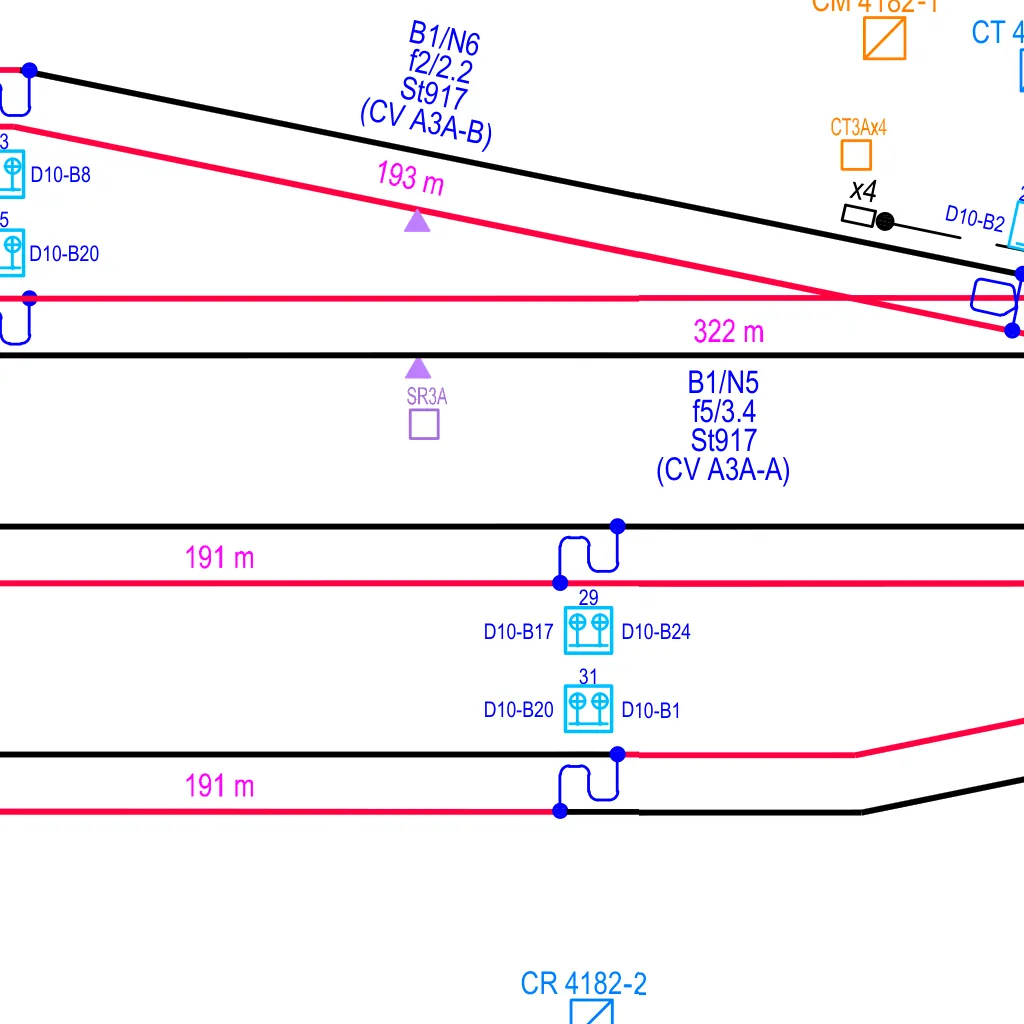 CM 4182-1
CT 4
B1/N6
f2/2.2
St917
(CV A3A-B)
CT3Ax4
3
D10-B8
193 m
x4
D10-B2
5
D10-B20
322 m
SR3A
B1/N5
f5/3.4
St917
(CV A3A-A)
191 m
29
D10-B17
D10-B24
31
D10-B20
D10-B1
191 m
CR 4182-2